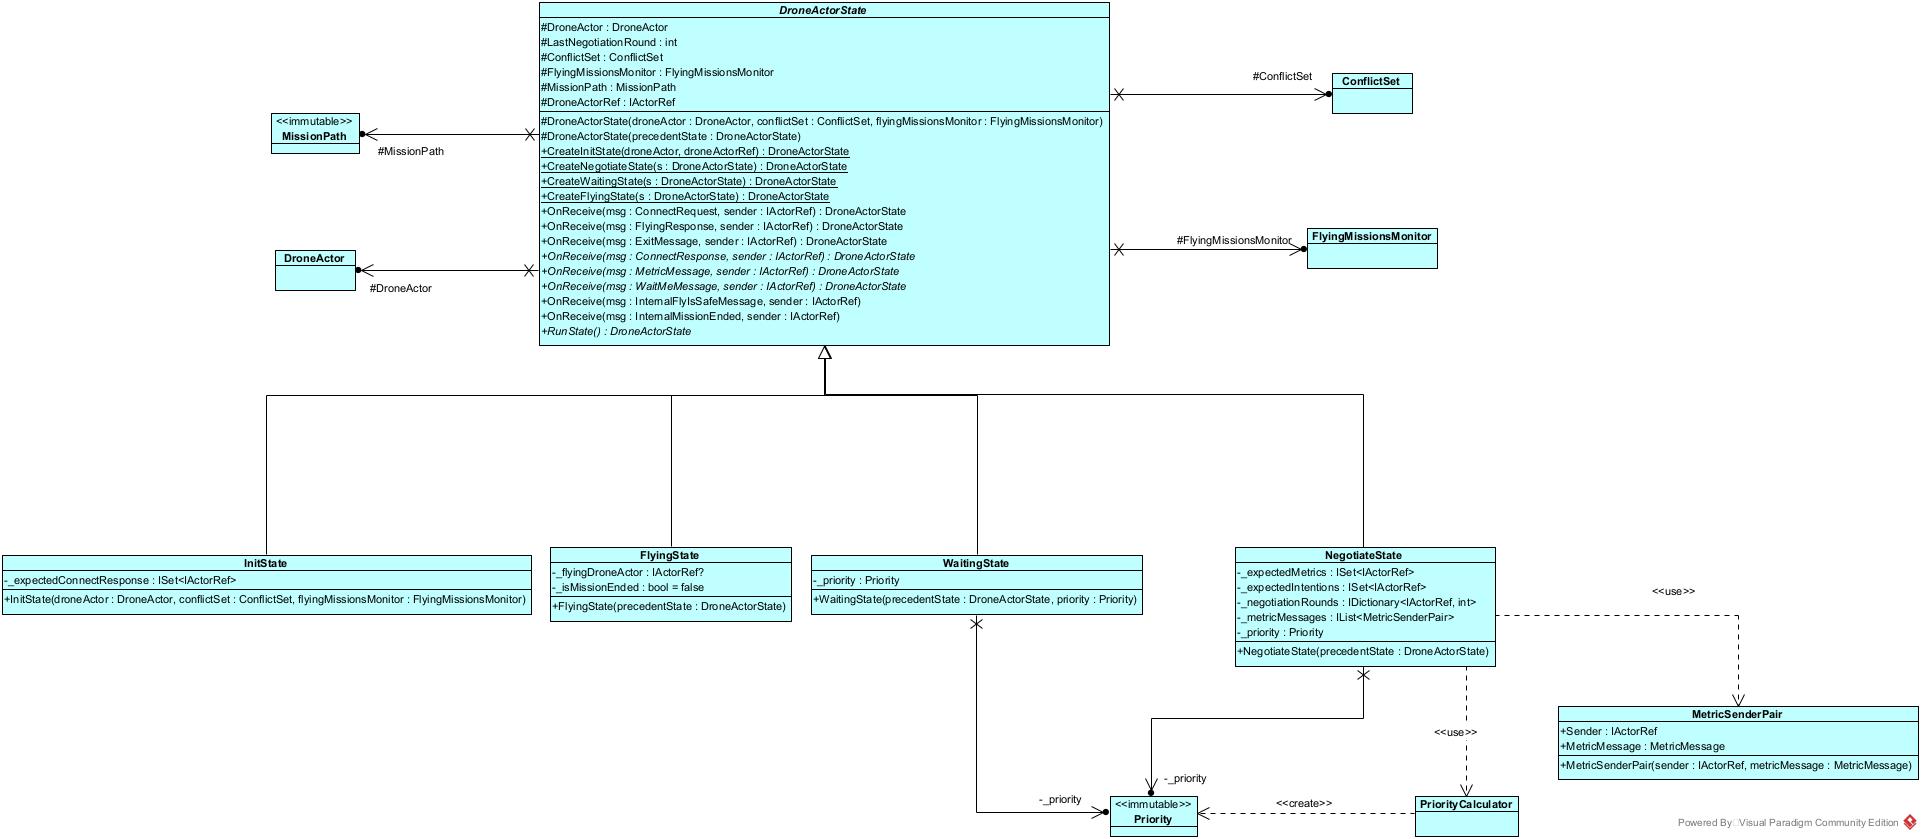 DroneActorState
#DroneActor : DroneActor
#LastNegotiationRound : int
#ConflictSet : ConflictSet
#FlyingMissionsMonitor : FlyingMissionsMonitor
#MissionPath : MissionPath
#DroneActorRef : IActorRef
#DroneActorState(droneActor : DroneActor, conflictSet : ConflictSet, flyingMissionsMonitor : FlyingMissionsMonitor)
#DroneActorState(precedentState : DroneActorState)
+CreateInitState(droneActor, droneActorRef) : DroneActorState
+CreateNegotiateState(s : DroneActorState) : DroneActorState
+CreateWaitingState(s : DroneActorState) : DroneActorState
+CreateFlyingState(s : DroneActorState) : DroneActorState
+OnReceive(msg : ConnectRequest, sender : IActorRef) : DroneActorState
+OnReceive(msg : FlyingResponse, sender : IActorRef) : DroneActorState
+OnReceive(msg : ExitMessage, sender : IActorRef) : DroneActorState
+OnReceive(msg : ConnectResponse, sender : IActorRef) : DroneActorState
+OnReceive(msg : MetricMessage, sender : IActorRef) : DroneActorState
+OnReceive(msg : WaitMeMessage, sender : IActorRef) : DroneActorState
+OnReceive(msg : InternalFlyIsSafeMessage, sender : IActorRef)
+OnReceive(msg : InternalMissionEnded, sender : IActorRef)
+RunState() : DroneActorState
<<immutable>>
MissionPath
#MissionPath
DroneActor
#DroneActor
#ConflictSet
ConflictSet
#FlyingMissionsMonitor
FlyingMissionsMonitor
InitState
-_expectedConnectResponse : ISet<IActorRef>
+InitState(droneActor : DroneActor, conflictSet : ConflictSet, flyingMissionsMonitor : FlyingMissionsMonitor)
FlyingState
-_flyingDroneActor : IActorRef?
-_isMissionEnded : bool = false
+FlyingState(precedentState : DroneActorState)
WaitingState
-_priority : Priority
+WaitingState(precedentState : DroneActorState, priority : Priority)
NegotiateState
-_expectedMetrics : ISet<IActorRef>
-_expectedIntentions : ISet<IActorRef>
-_negotiationRounds : IDictionary<IActorRef, int>
-_metricMessages : IList<MetricSenderPair>
-_priority : Priority
+NegotiateState(precedentState : DroneActorState)
<<use>>
MetricSenderPair
+Sender : IActorRef
+MetricMessage : MetricMessage
+MetricSenderPair(sender : IActorRef, metricMessage : MetricMessage)
<<use>>
-_priority
-_priority
<<immutable>>
Priority
<<create>>
PriorityCalculator
Powered By Visual Paradigm Community Edition